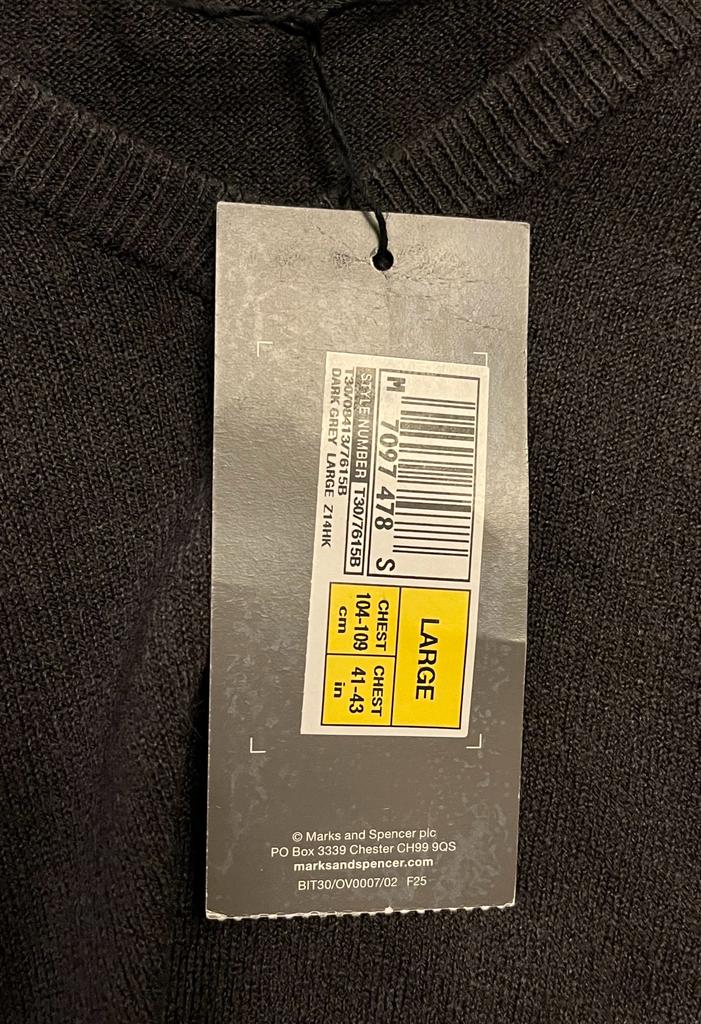 M 7097 478 S
STYLE NUMBER T30/7615B
T30/08413/7615B
DARK GREY LARGE Z14HK
LARGE
CHEST
104-109
cm
CHEST
41-43
in
© Marks and Spencer plc
PO Box 3339 Chester CH99 9QS
marksandspencer.com
BIT30/OV0007/02 F25